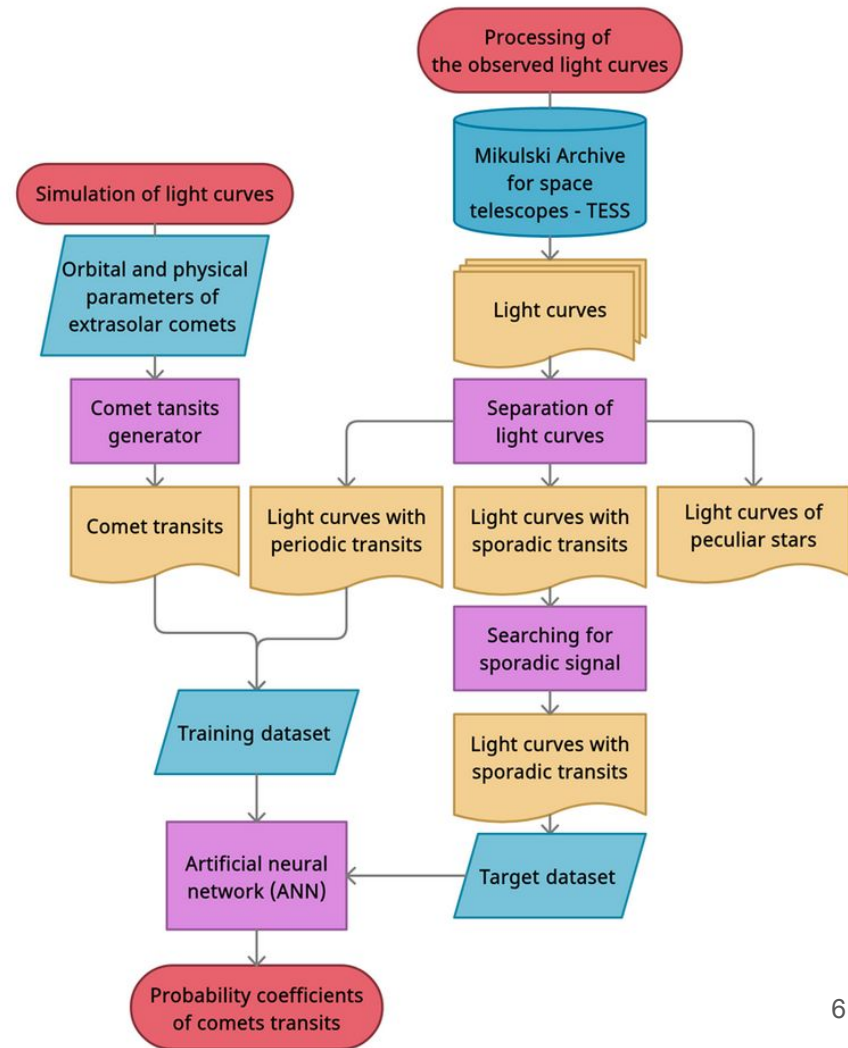 Processing of
the observed light curves
Mikulski Archive
for space
telescopes - TESS
Simulation of light curves
Orbital and physical
parameters of
extrasolar comets
Light curves
Comet tansits
generator
Separation of
light curves
Comet transits
Light curves with
periodic transits
Light curves with
sporadic transits
Light curves of
peculiar stars
Searching for
sporadic signal
Training dataset
Light curves with
sporadic transits
Artificial neural
network (ANN)
Target dataset
Probability coefficients
of comets transits
6